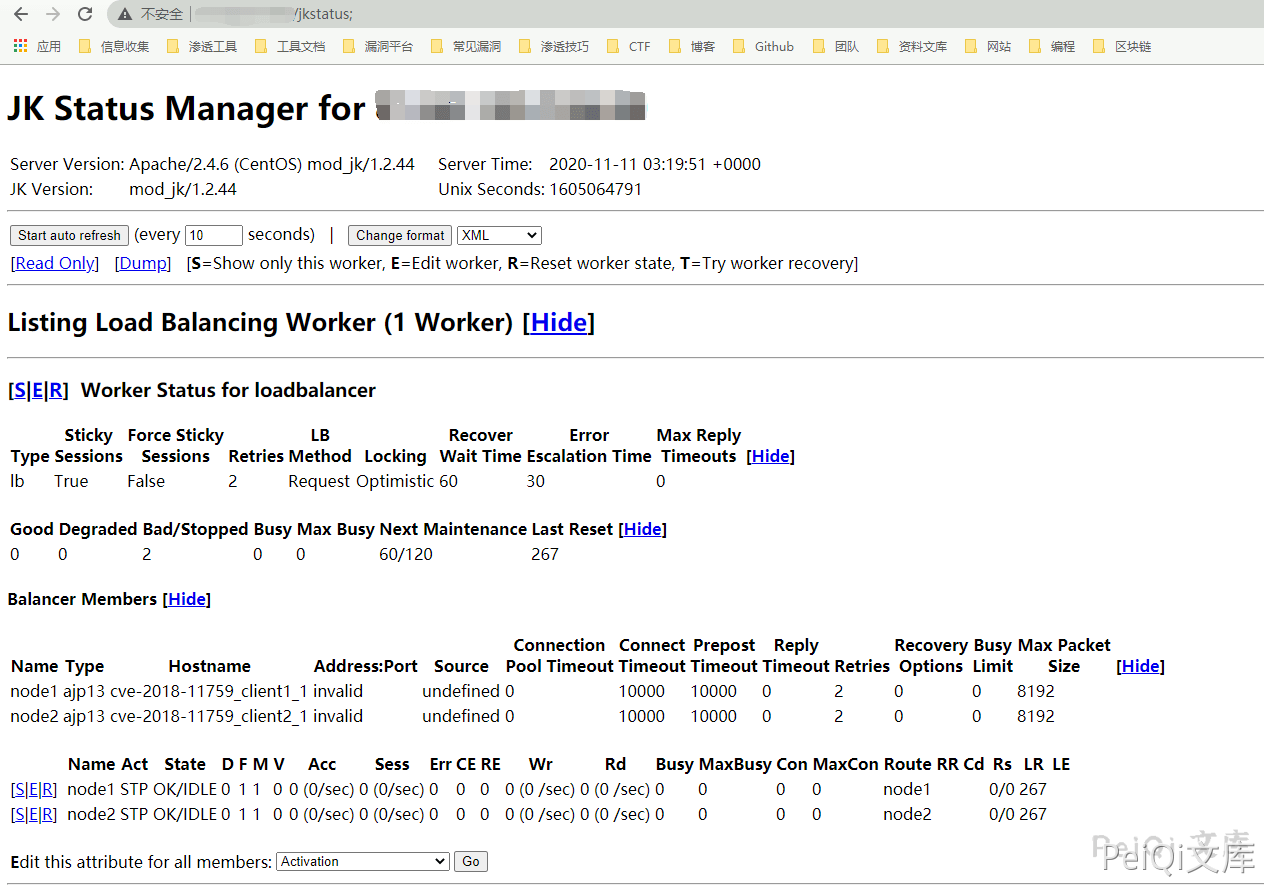 不安全 | /jkstatus;
应用 信息收集 渗透工具 工具文档 漏洞平台 常见漏洞 渗透技巧 CTF 博客 Github 团队 资料文库 网站 编程 区块链
JK Status Manager for
Server Version: Apache/2.4.6 (CentOS) mod_jk/1.2.44 Server Time: 2020-11-11 03:19:51 +0000
JK Version: mod_jk/1.2.44 Unix Seconds: 1605064791
Start auto refresh (every 10 seconds) | Change format XML
[Read Only] [Dump] [S=Show only this worker, E=Edit worker, R=Reset worker state, T=Try worker recovery]
Listing Load Balancing Worker (1 Worker) [Hide]
[S|E|R] Worker Status for loadbalancer
Sticky Force Sticky LB Recover Error Max Reply
Type Sessions Sessions Retries Method Locking Wait Time Escalation Time Timeouts [Hide]
lb True False 2 Request Optimistic 60 30 0
Good Degraded Bad/Stopped Busy Max Busy Next Maintenance Last Reset [Hide]
0 0 2 0 0 60/120 267
Balancer Members [Hide]
Connection Connect Prepost Reply Recovery Busy Max Packet
Name Type Hostname Address:Port Source Pool Timeout Timeout Timeout Timeout Retries Options Limit Size [Hide]
node1 ajp13 cve-2018-11759_client1_1 invalid undefined 0 10000 10000 0 2 0 0 8192
node2 ajp13 cve-2018-11759_client2_1 invalid undefined 0 10000 10000 0 2 0 0 8192
Name Act State D F M V Acc Sess Err CE RE Wr Rd Busy MaxBusy Con MaxCon Route RR Cd Rs LR LE
[S|E|R] node1 STP OK/IDLE 0 1 1 0 0 (0/sec) 0 (0/sec) 0 0 0 0 (0 /sec) 0 (0 /sec) 0 0 0 0 node1 0/0 267
[S|E|R] node2 STP OK/IDLE 0 1 1 0 0 (0/sec) 0 (0/sec) 0 0 0 0 (0 /sec) 0 (0 /sec) 0 0 0 0 node2 0/0 267
Edit this attribute for all members: Activation Go
PeiQi文库
PeiQi文库